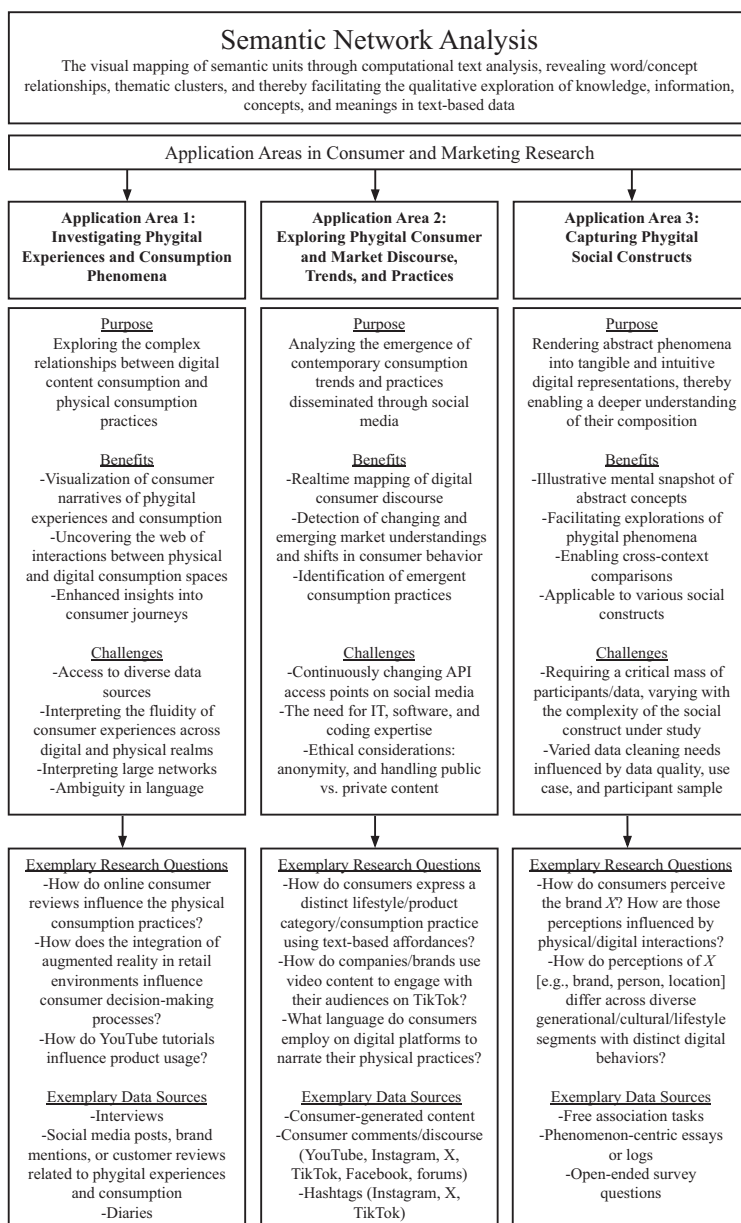 Semantic Network Analysis
The visual mapping of semantic units through computational text analysis, revealing word/concept
relationships, thematic clusters, and thereby facilitating the qualitative exploration of knowledge, information,
concepts, and meanings in text-based data
Application Areas in Consumer and Marketing Research
Application Area 1:
Investigating Phygital
Experiences and Consumption
Phenomena
Purpose
Exploring the complex
relationships between digital
content consumption and
physical consumption
practices
Benefits
-Visualization of consumer
narratives of phygital
experiences and consumption
-Uncovering the web of
interactions between physical
and digital consumption spaces
-Enhanced insights into
consumer journeys
Challenges
-Access to diverse data
sources
-Interpreting the fluidity of
consumer experiences across
digital and physical realms
-Interpreting large networks
-Ambiguity in language
Exemplary Research Questions
-How do online consumer
reviews influence the physical
consumption practices?
-How does the integration of
augmented reality in retail
environments influence
consumer decision-making
processes?
-How do YouTube tutorials
influence product usage?
Exemplary Data Sources
-Interviews
-Social media posts, brand
mentions, or customer reviews
related to phygital experiences
and consumption
-Diaries
Application Area 2:
Exploring Phygital Consumer
and Market Discourse,
Trends, and Practices
Purpose
Analyzing the emergence of
contemporary consumption
trends and practices
disseminated through social
media
Benefits
-Realtime mapping of digital
consumer discourse
-Detection of changing and
emerging market understandings
and shifts in consumer behavior
-Identification of emergent
consumption practices
Challenges
-Continuously changing API
access points on social media
-The need for IT, software, and
coding expertise
-Ethical considerations:
anonymity, and handling public
vs. private content
Exemplary Research Questions
-How do consumers express a
distinct lifestyle/product
category/consumption practice
using text-based affordances?
-How do companies/brands use
video content to engage with
their audiences on TikTok?
-What language do consumers
employ on digital platforms to
narrate their physical practices?
Exemplary Data Sources
-Consumer-generated content
-Consumer comments/discourse
(YouTube, Instagram, X,
TikTok, Facebook, forums)
-Hashtags (Instagram, X,
TikTok)
Application Area 3:
Capturing Phygital
Social Constructs
Purpose
Rendering abstract phenomena
into tangible and intuitive
digital representations, thereby
enabling a deeper understanding
of their composition
Benefits
-Illustrative mental snapshot of
abstract concepts
-Facilitating explorations of
phygital phenomena
-Enabling cross-context
comparisons
-Applicable to various social
constructs
Challenges
-Requiring a critical mass of
participants/data, varying with
the complexity of the social
construct under study
-Varied data cleaning needs
influenced by data quality, use
case, and participant sample
Exemplary Research Questions
-How do consumers perceive
the brand X? How are those
perceptions influenced by
physical/digital interactions?
-How do perceptions of X
[e.g., brand, person, location]
differ across diverse
generational/cultural/lifestyle
segments with distinct digital
behaviors?
Exemplary Data Sources
-Free association tasks
-Phenomenon-centric essays
or logs
-Open-ended survey
questions